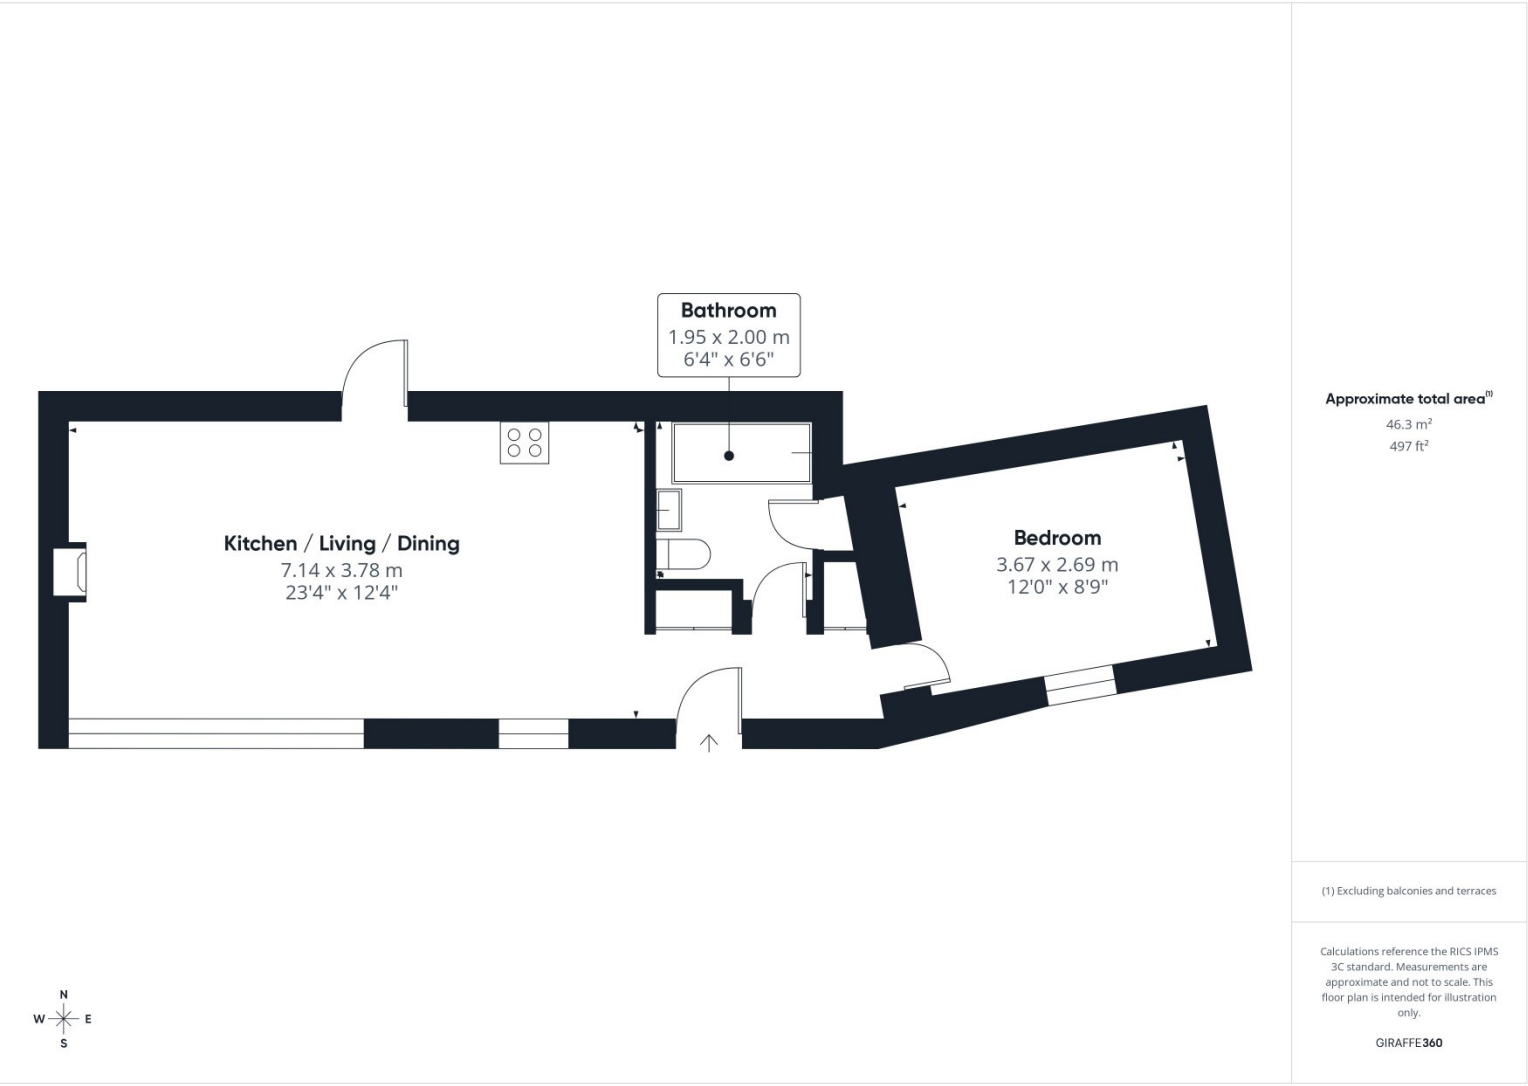 Bathroom
1.95 x 2.00 m
6'4" x 6'6"
Kitchen / Living / Dining
7.14 x 3.78 m
23'4" x 12'4"
Bedroom
3.67 x 2.69 m
12'0" x 8'9"
N
W E
S
Approximate total area(1)
46.3 m²
497 ft²
(1) Excluding balconies and terraces
Calculations reference the RICS IPMS
3C standard. Measurements are
approximate and not to scale. This
floor plan is intended for illustration
only.
GIRAFFE360